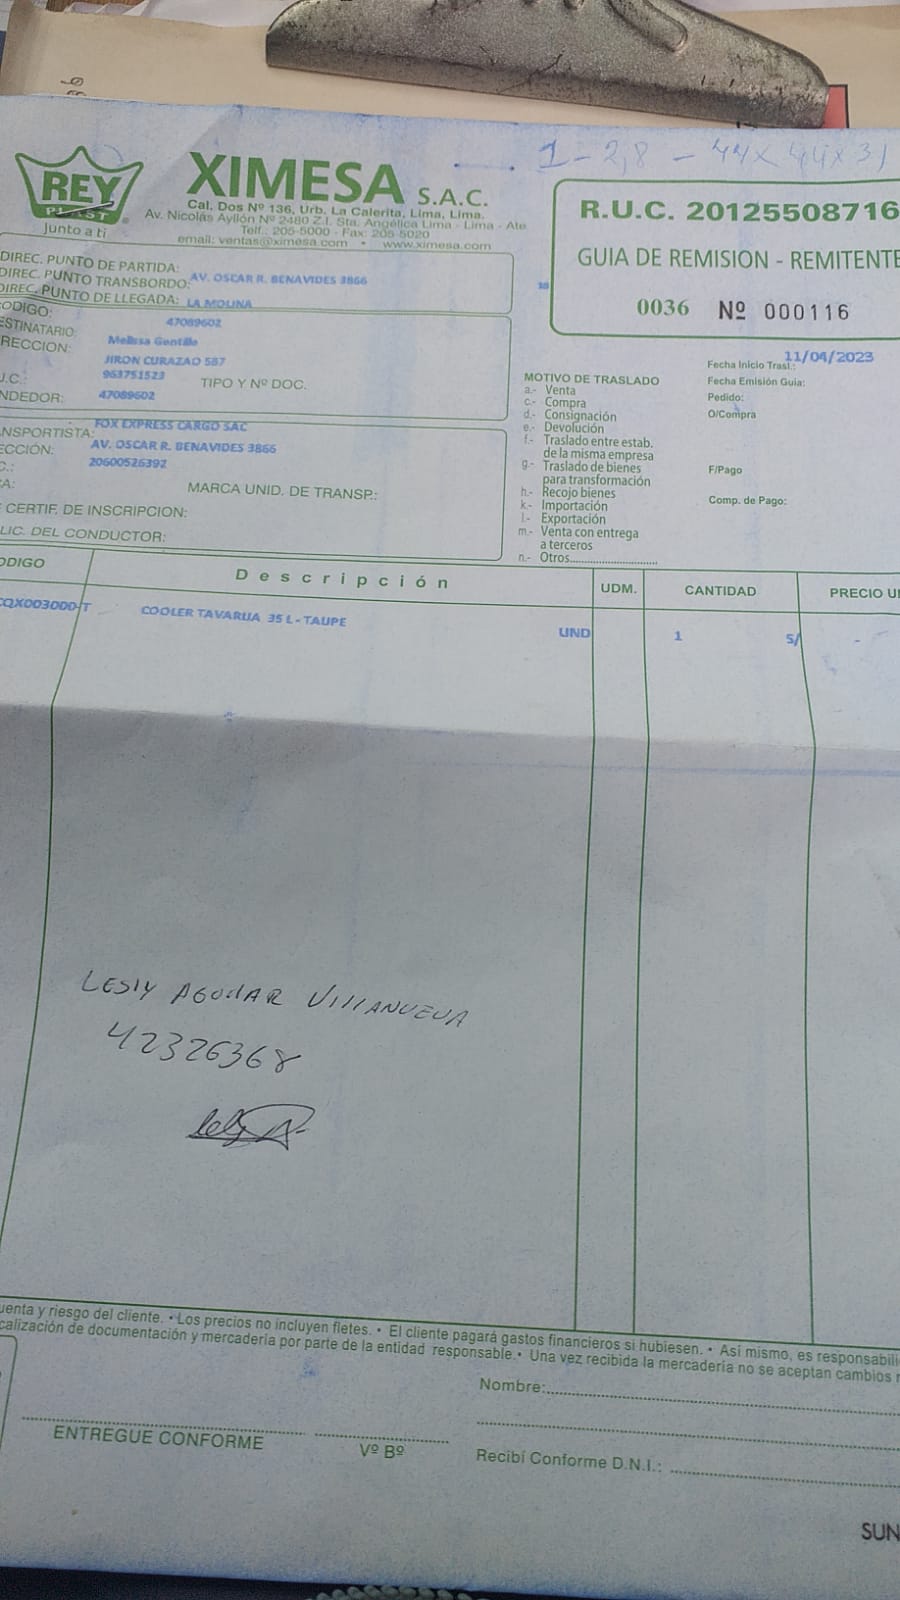 1 - 2,8 - 44 x 44 x 31
REY
PLAST
Junto a ti
XIMESA S.A.C.
Cal. Dos Nº 136, Urb. La Calerita, Lima, Lima.
Av. Nicolás Ayllón Nº 2480 Z.I. Sta. Angélica Lima - Lima - Ate
Telf.: 205-5000 - Fax: 205-5020
email: ventas@ximesa.com • www.ximesa.com
R.U.C. 20125508716
GUIA DE REMISION - REMITENTE
0036 Nº 000116
DIREC. PUNTO DE PARTIDA:
DIREC. PUNTO TRANSBORDO: AV. OSCAR R. BENAVIDES 3866
DIREC. PUNTO DE LLEGADA: LA MOLINA
ODIGO: 47089602
ESTINATARIO: Melissa Gentille
RECCION: JIRON CURAZAO 587
U.C.: 963751523 TIPO Y Nº DOC.
NDEDOR: 47089602
NSPORTISTA: FOX EXPRESS CARGO SAC
ECCIÓN: AV. OSCAR R. BENAVIDES 3866
C.: 20600526392
A: MARCA UNID. DE TRANSP.:
CERTIF. DE INSCRIPCION:
LIC. DEL CONDUCTOR:
MOTIVO DE TRASLADO
a.- Venta
c.- Compra
d.- Consignación
e.- Devolución
f.- Traslado entre estab.
de la misma empresa
g.- Traslado de bienes
para transformación
h.- Recojo bienes
k.- Importación
l.- Exportación
m.- Venta con entrega
a terceros
n.- Otros
Fecha Inicio Trasl.: 11/04/2023
Fecha Emisión Guia:
Pedido:
O/Compra
F/Pago
Comp. de Pago:
ODIGO Descripción UDM. CANTIDAD PRECIO U
CQX003000-T COOLER TAVARUA 35 L - TAUPE UND 1 S/ -
LESLY AGUILAR VILLANUEVA
42326368
uenta y riesgo del cliente. • Los precios no incluyen fletes. • El cliente pagará gastos financieros si hubiesen. • Así mismo, es responsabili
calización de documentación y mercadería por parte de la entidad responsable. • Una vez recibida la mercadería no se aceptan cambios
Nombre:
ENTREGUE CONFORME
Vº Bº
Recibí Conforme D.N.I.:
SUN